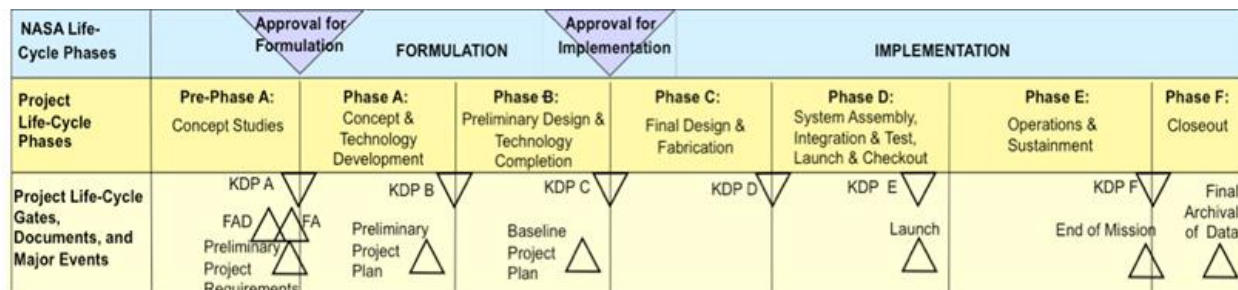 NASA Life-
Cycle Phases
Approval for
Formulation
FORMULATION
Approval for
Implementation
IMPLEMENTATION
Project
Life-Cycle
Phases
Pre-Phase A:
Concept Studies
Phase A:
Concept &
Technology
Development
Phase B:
Preliminary Design &
Technology
Completion
Phase C:
Final Design &
Fabrication
Phase D:
System Assembly,
Integration & Test,
Launch & Checkout
Phase E:
Operations &
Sustainment
Phase F:
Closeout
Project Life-Cycle
Gates,
Documents, and
Major Events
KDP A
FAD
FA
Preliminary
Project
Requirements
KDP B
Preliminary
Project
Plan
KDP C
Baseline
Project
Plan
KDP D
KDP E
Launch
KDP F
End of Mission
Final
Archival
of Data